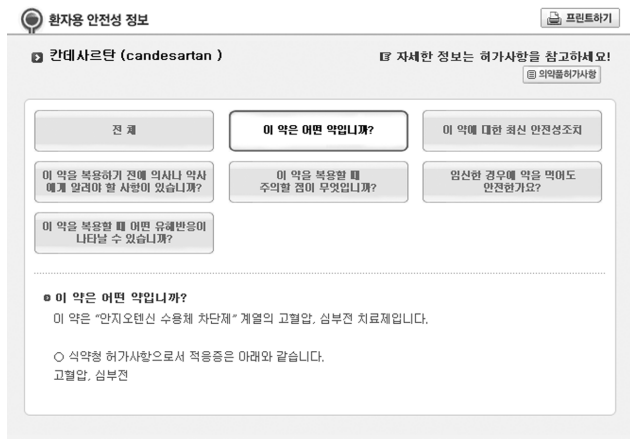 환자용 안전성 정보
프린트하기
칸데사르탄 (candesartan )
☞ 자세한 정보는 허가사항을 참고하세요!
의약품허가사항
전 체
이 약은 어떤 약입니까?
이 약에 대한 최신 안전성조치
이 약을 복용하기 전에 의사나 약사
에게 알려야 할 사항이 있습니까?
이 약을 복용할 때
주의할 점이 무엇입니까?
임신한 경우에 약을 먹어도
안전한가요?
이 약을 복용할 때 어떤 유해반응이
나타날 수 있습니까?
이 약은 어떤 약입니까?
이 약은 "안지오텐신 수용체 차단제" 계열의 고혈압, 심부전 치료제입니다.
○ 식약청 허가사항으로서 적응증은 아래와 같습니다.
고혈압, 심부전